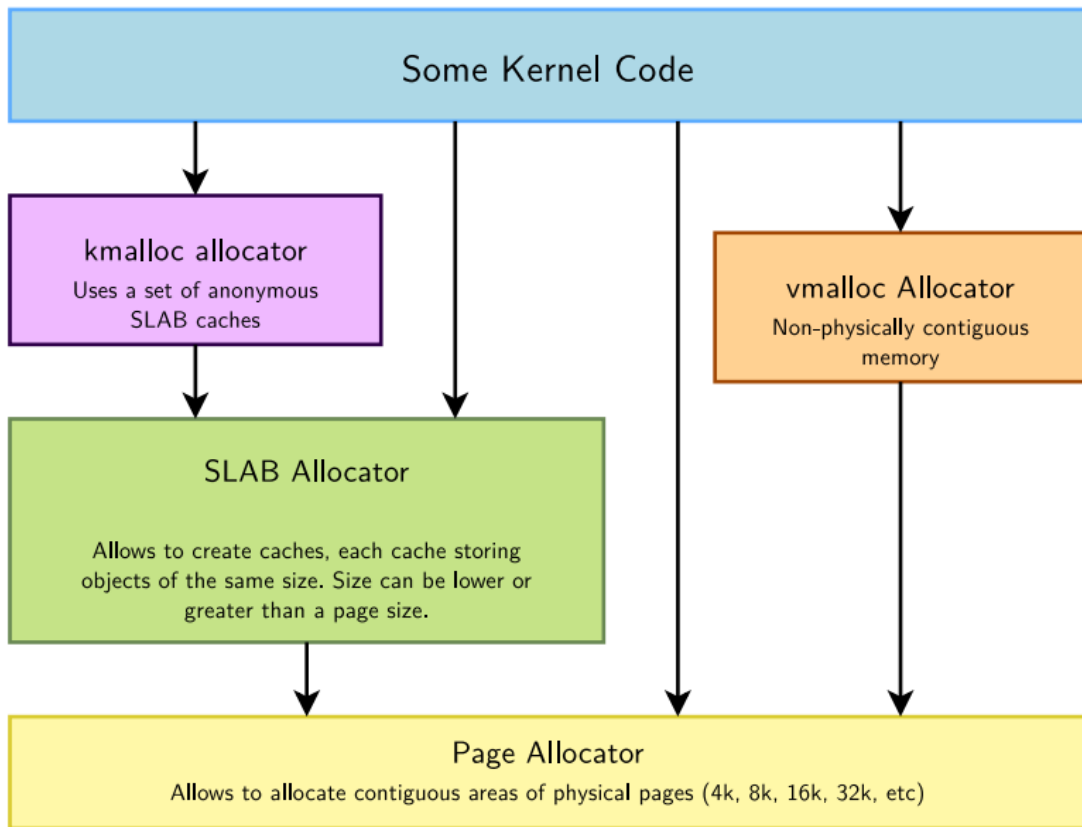 Some Kernel Code
kmalloc allocator
Uses a set of anonymous
SLAB caches
vmalloc Allocator
Non-physically contiguous
memory
SLAB Allocator
Allows to create caches, each cache storing
objects of the same size. Size can be lower or
greater than a page size.
Page Allocator
Allows to allocate contiguous areas of physical pages (4k, 8k, 16k, 32k, etc)